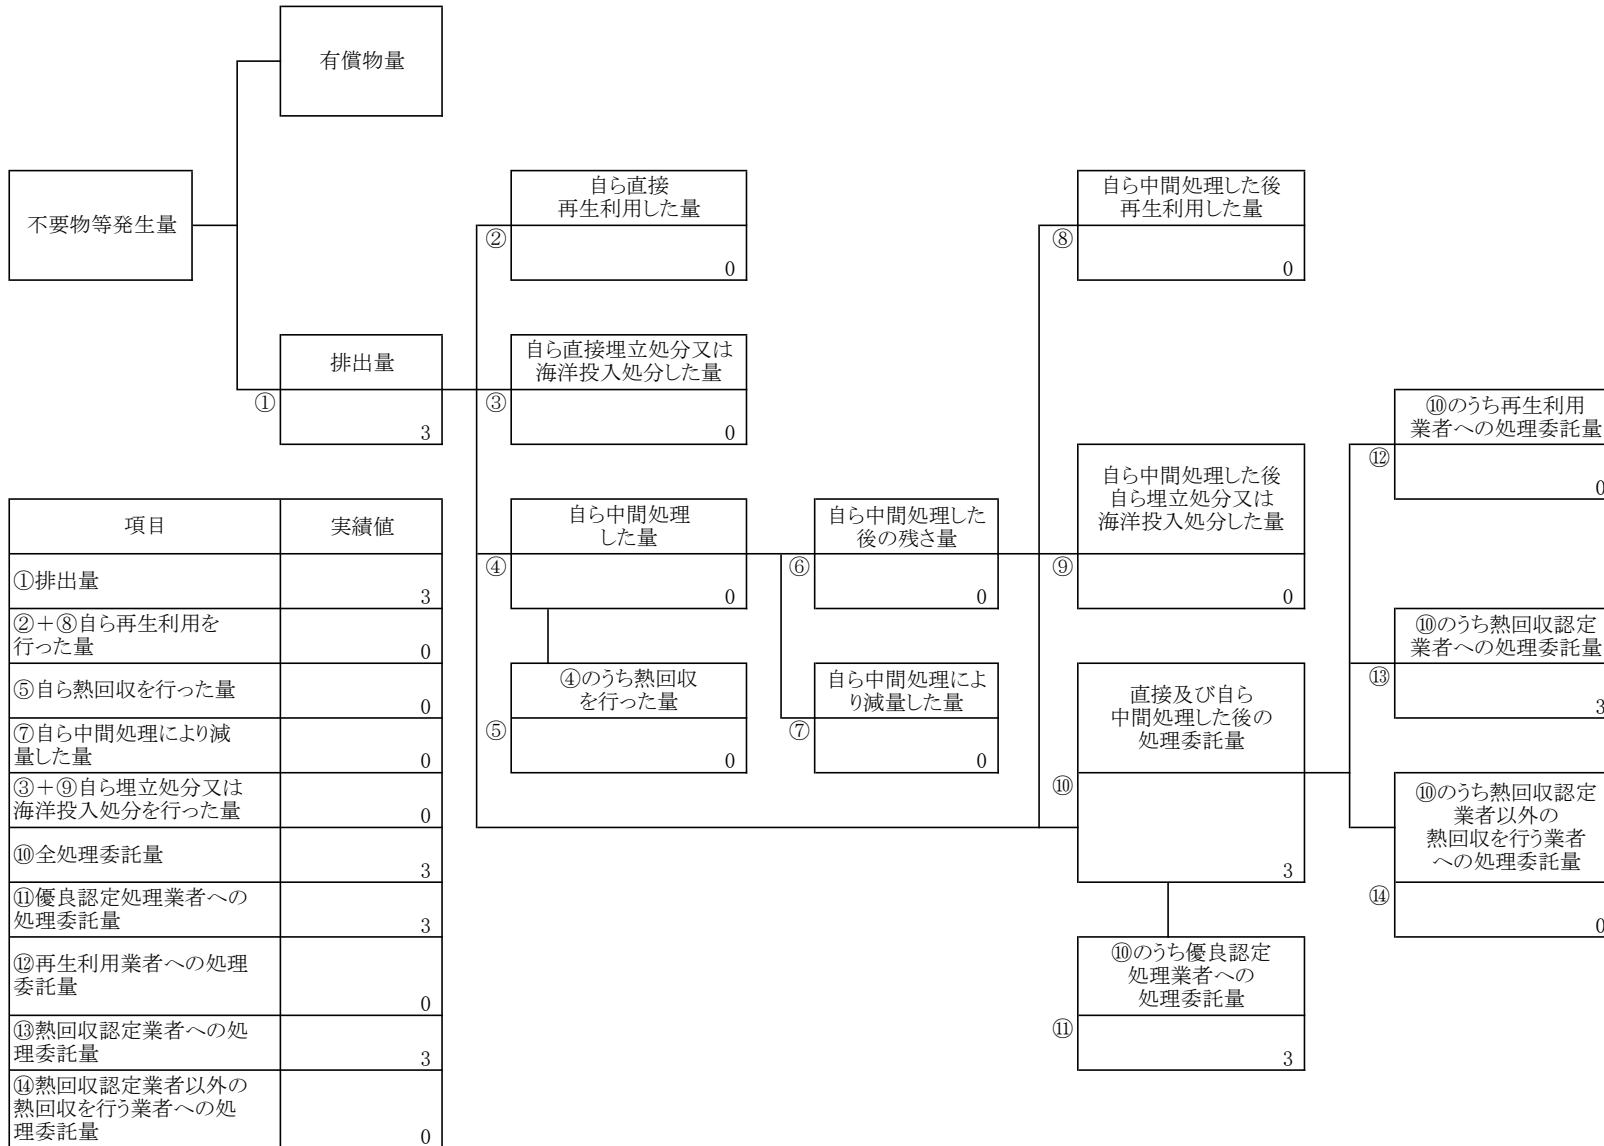 有償物量
不要物等発生量
自ら直接
再生利用した量
②
0
自ら中間処理した後
再生利用した量
⑧
0
排出量
①
3
自ら直接埋立処分又は
海洋投入処分した量
③
0
⑩のうち再生利用
業者への処理委託量
⑫
0
自ら中間処理した後
自ら埋立処分又は
海洋投入処分した量
⑨
0
自ら中間処理
した量
④
0
自ら中間処理した
後の残さ量
⑥
0
⑩のうち熱回収認定
業者への処理委託量
⑬
3
④のうち熱回収
を行った量
⑤
0
自ら中間処理によ
り減量した量
⑦
0
直接及び自ら
中間処理した後の
処理委託量
⑩
3
⑩のうち熱回収認定
業者以外の
熱回収を行う業者
への処理委託量
⑭
0
⑩のうち優良認定
処理業者への
処理委託量
⑪
3
項目 実績値
①排出量
3
②＋⑧自ら再生利用を
行った量
0
⑤自ら熱回収を行った量
0
⑦自ら中間処理により減
量した量
0
③＋⑨自ら埋立処分又は
海洋投入処分を行った量
0
⑩全処理委託量
3
⑪優良認定処理業者への
処理委託量
3
⑫再生利用業者への処理
委託量
0
⑬熱回収認定業者への処
理委託量
3
⑭熱回収認定業者以外の
熱回収を行う業者への処
理委託量
0